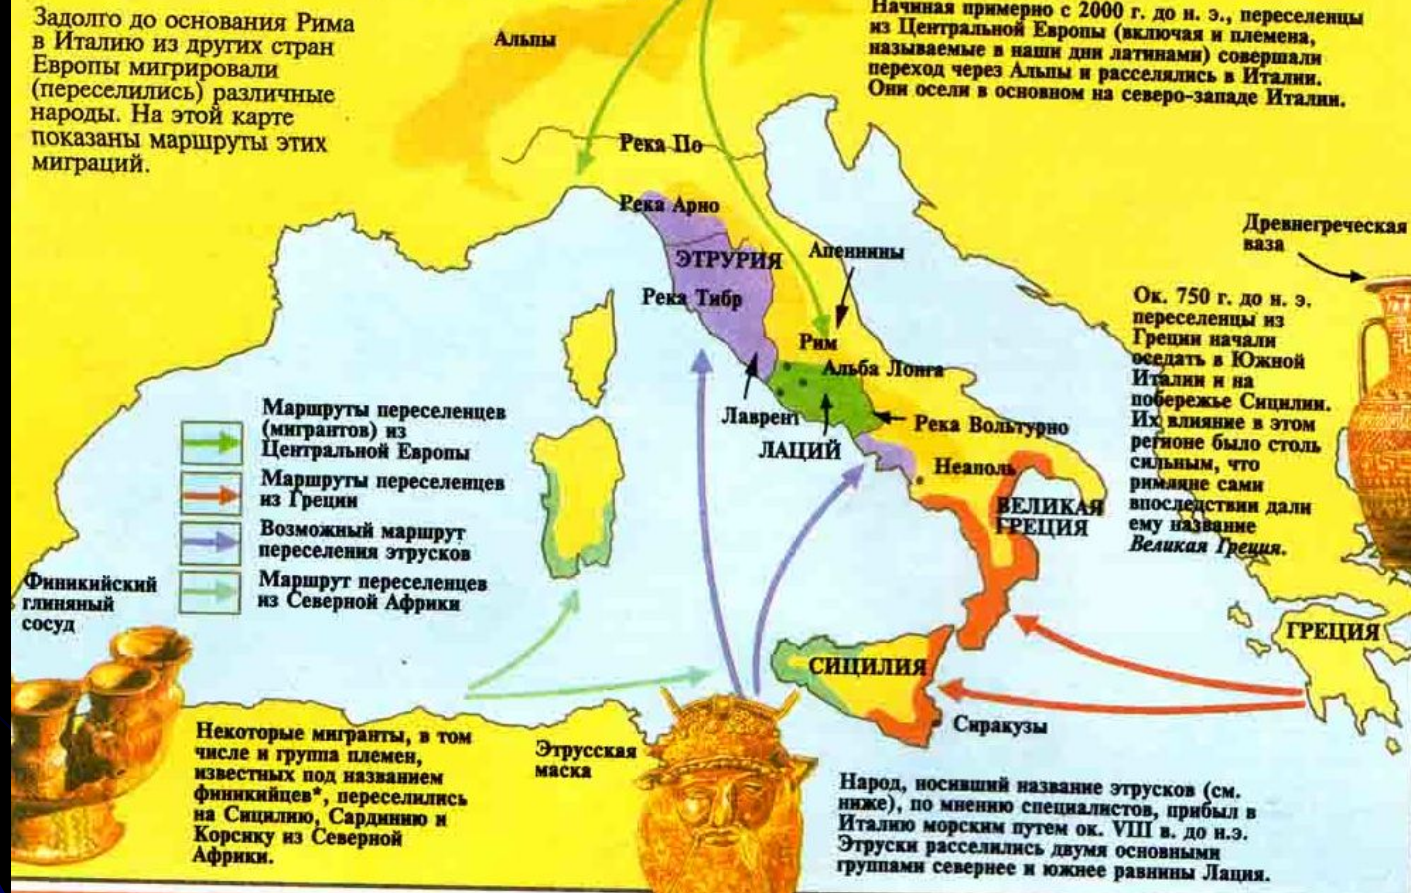 Задолго до основания Рима
в Италию из других стран
Европы мигрировали
(переселились) различные
народы. На этой карте
показаны маршруты этих
миграций.
Начиная примерно с 2000 г. до н. э., переселенцы
из Центральной Европы (включая и племена,
называемые в наши дни латинами) совершали
переход через Альпы и расселялись в Италии.
Они осели в основном на северо-западе Италии.
Альпы
Река По
Река Арно
ЭТРУРИЯ
Апеннины
Река Тибр
Рим
Альба Лонга
Лаврент
ЛАЦИЙ
Река Вольтурно
Неаполь
ВЕЛИКАЯ
ГРЕЦИЯ
Древнегреческая
ваза
Ок. 750 г. до н. э.
переселенцы из
Греции начали
оседать в Южной
Италии и на
побережье Сицилии.
Их влияние в этом
регионе было столь
сильным, что
римляне сами
впоследствии дали
ему название
Великая Греция.
Маршруты переселенцев
(мигрантов) из
Центральной Европы
Маршруты переселенцев
из Греции
Возможный маршрут
переселения этрусков
Маршрут переселенцев
из Северной Африки
Финикийский
глиняный
сосуд
СИЦИЛИЯ
ГРЕЦИЯ
Сиракузы
Некоторые мигранты, в том
числе и группа племен,
известных под названием
финикийцев*, переселились
на Сицилию, Сардинию и
Корсику из Северной
Африки.
Этрусская
маска
Народ, носивший название этрусков (см.
ниже), по мнению специалистов, прибыл в
Италию морским путем ок. VIII в. до н.э.
Этруски расселились двумя основными
группами севернее и южнее равнины Лация.